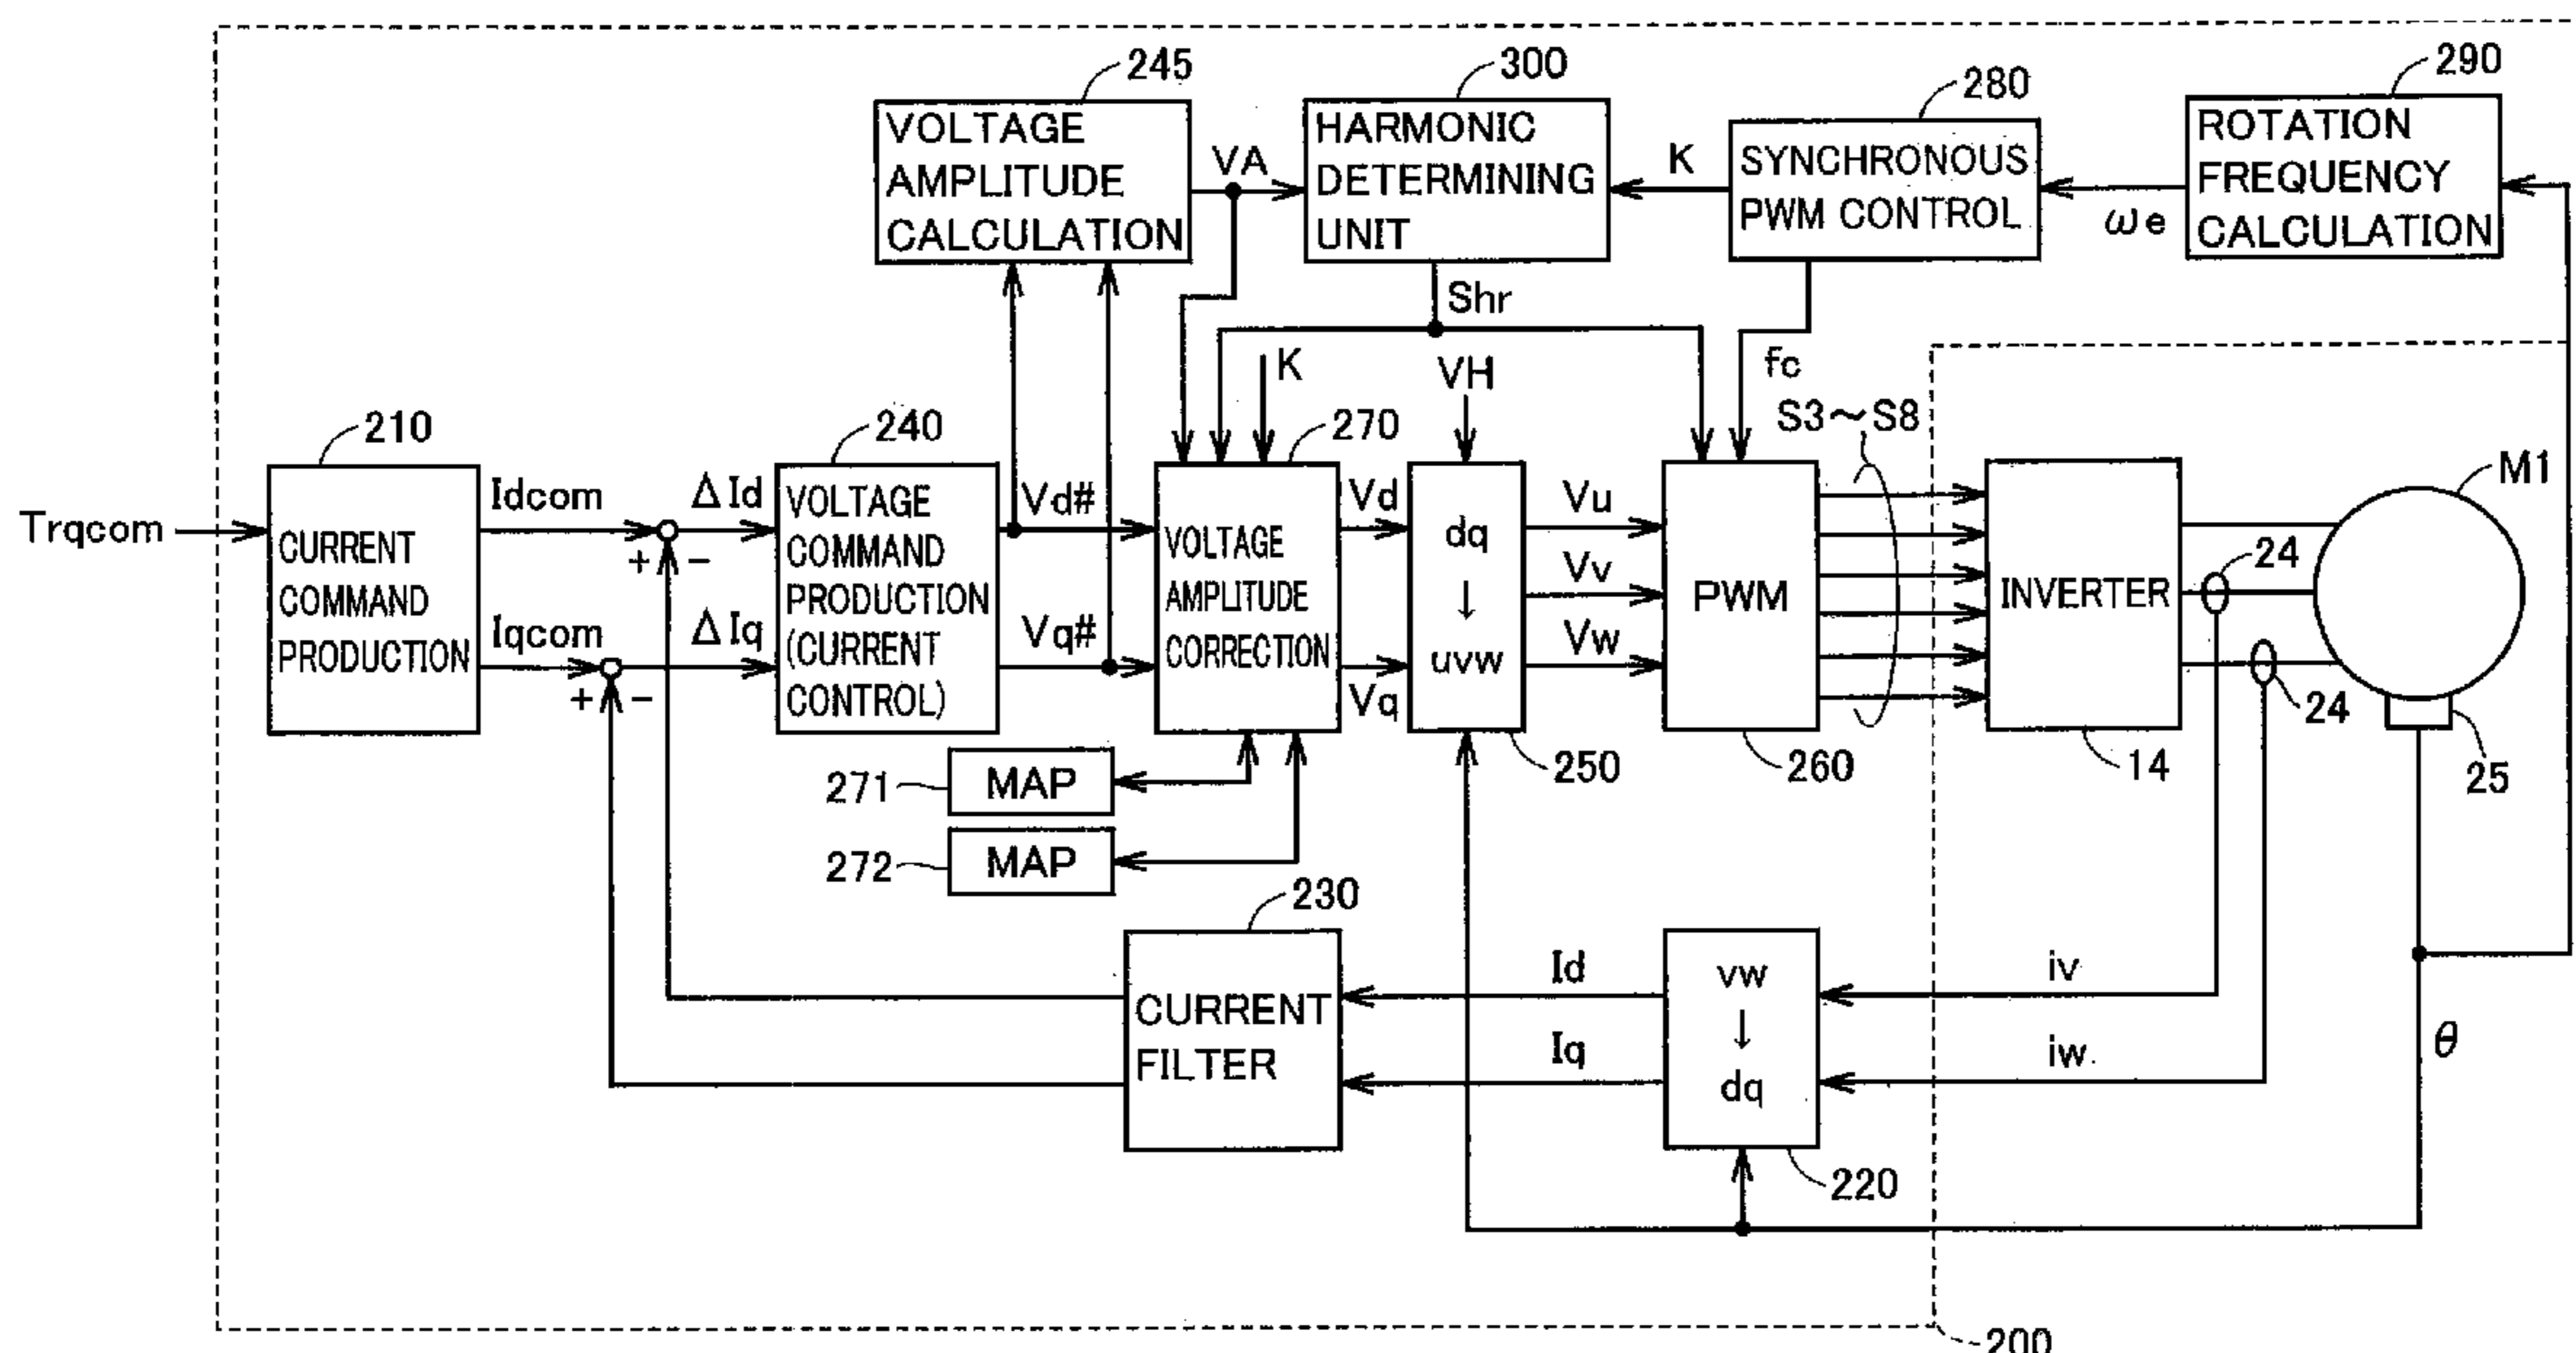 245
300
280
290
VOLTAGE
AMPLITUDE
CALCULATION
VA
HARMONIC
DETERMINING
UNIT
K
SYNCHRONOUS
PWM CONTROL
ωe
ROTATION
FREQUENCY
CALCULATION
Shr
K
VH
fc
S3~S8
210
240
270
M1
Trqcom
CURRENT
COMMAND
PRODUCTION
Idcom
+
-
ΔId
Iqcom
+
-
ΔIq
VOLTAGE
COMMAND
PRODUCTION
(CURRENT
CONTROL)
Vd#
Vq#
VOLTAGE
AMPLITUDE
CORRECTION
Vd
Vq
dq
↓
uvw
Vu
Vv
Vw
PWM
INVERTER
24
24
25
250
260
14
271
MAP
272
MAP
230
CURRENT
FILTER
Id
Iq
vw
↓
dq
iv
iw
θ
220
200